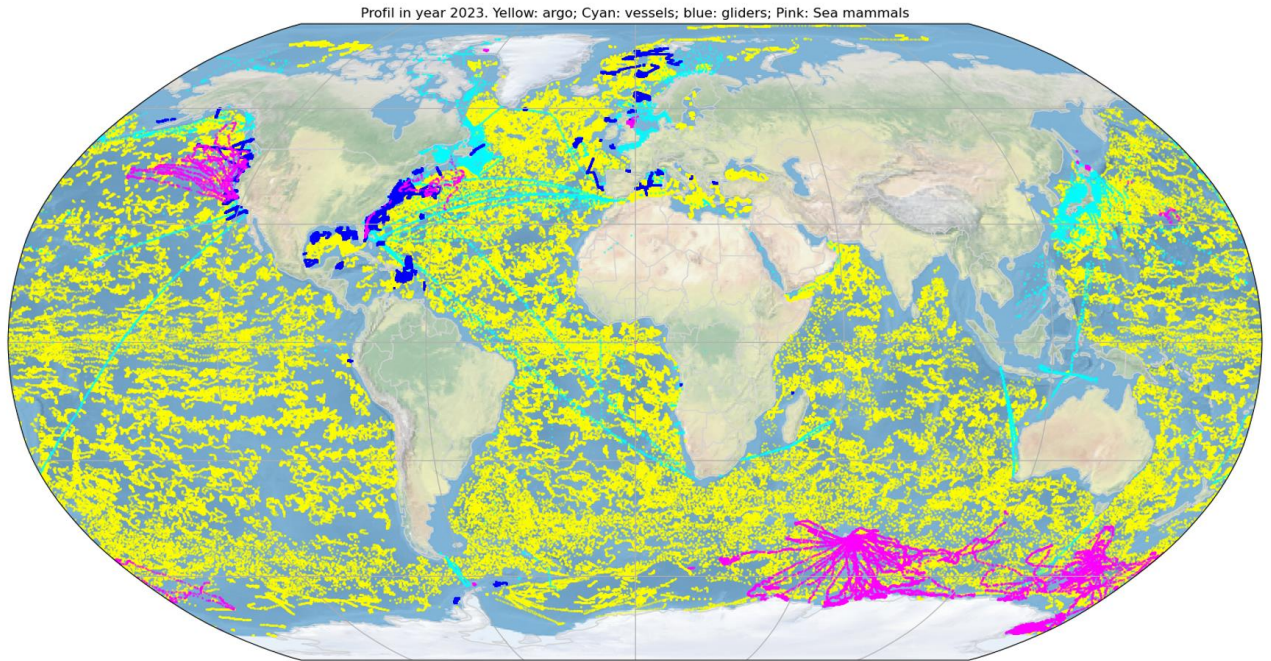 Profil in year 2023. Yellow: argo; Cyan: vessels; blue: gliders; Pink: Sea mammals